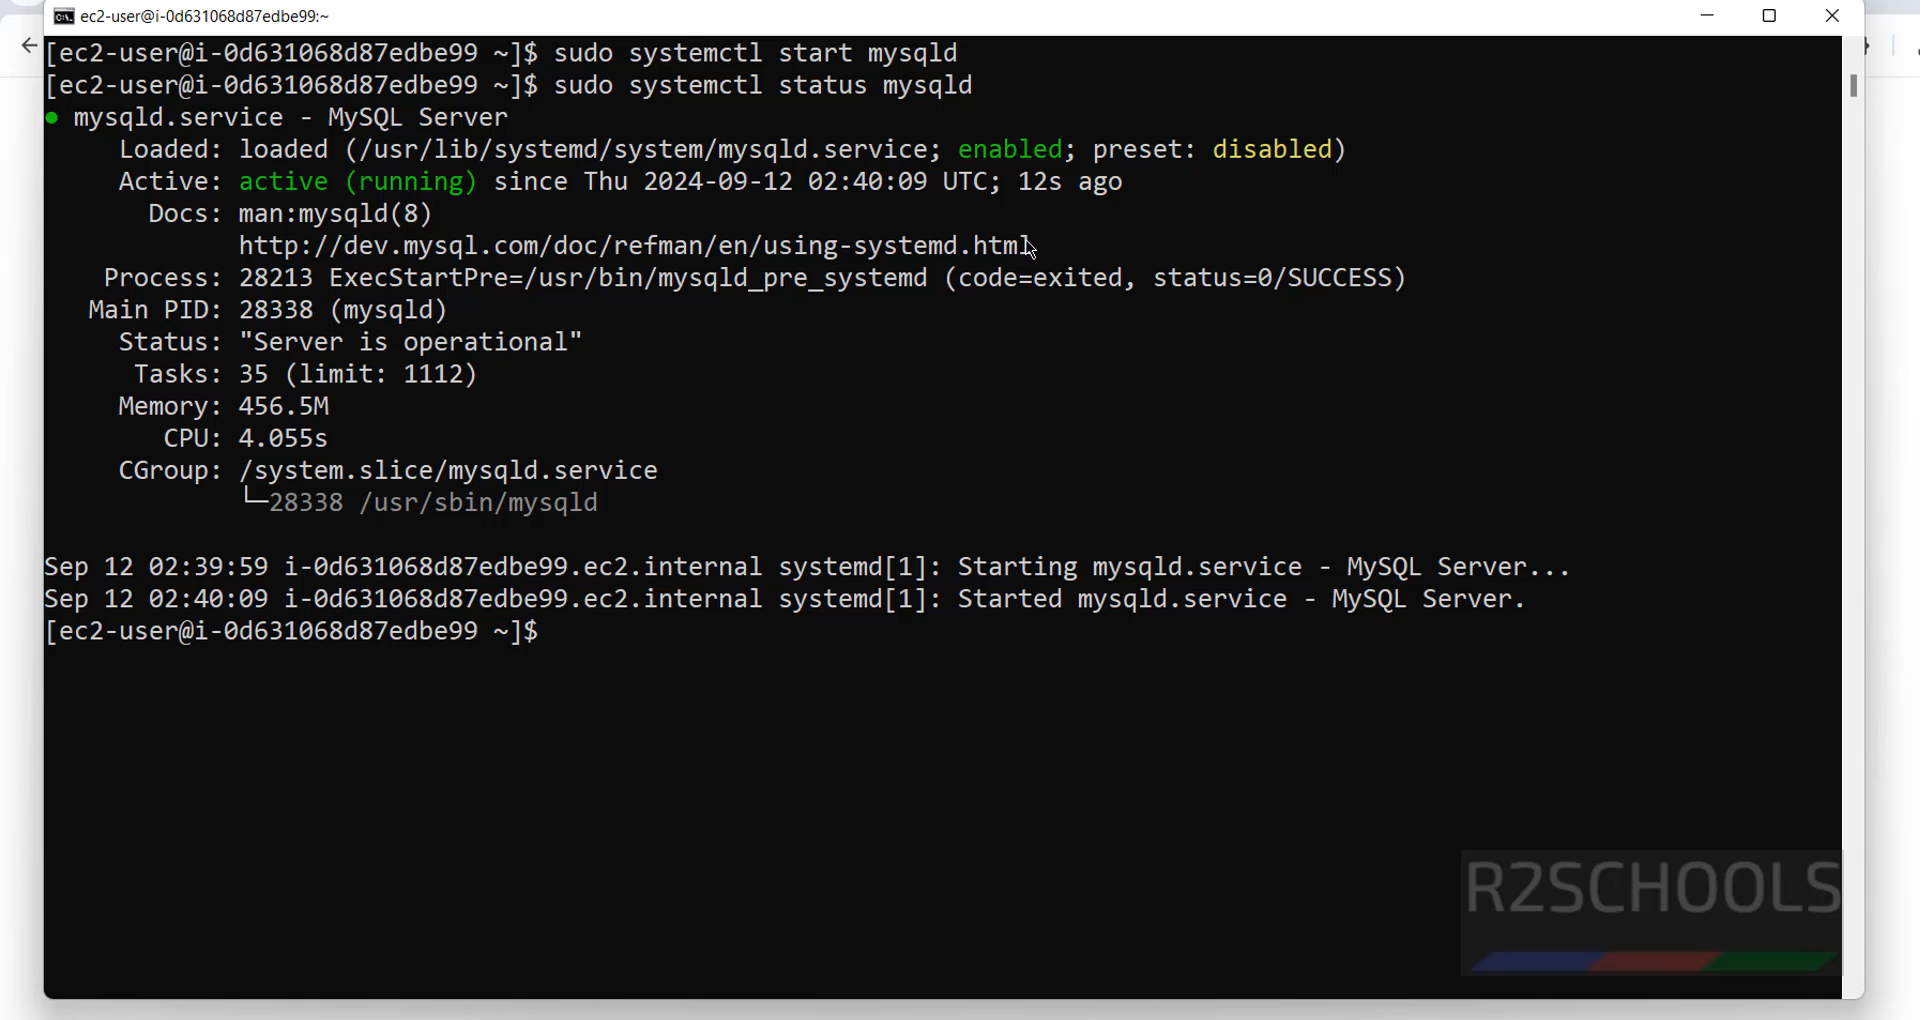 ec2-user@i-0d631068d87edbe99:~
[ec2-user@i-0d631068d87edbe99 ~]$ sudo systemctl start mysqld
[ec2-user@i-0d631068d87edbe99 ~]$ sudo systemctl status mysqld
● mysqld.service - MySQL Server
Loaded: loaded (/usr/lib/systemd/system/mysqld.service; enabled; preset: disabled)
Active: active (running) since Thu 2024-09-12 02:40:09 UTC; 12s ago
Docs: man:mysqld(8)
http://dev.mysql.com/doc/refman/en/using-systemd.html
Process: 28213 ExecStartPre=/usr/bin/mysqld_pre_systemd (code=exited, status=0/SUCCESS)
Main PID: 28338 (mysqld)
Status: "Server is operational"
Tasks: 35 (limit: 1112)
Memory: 456.5M
CPU: 4.055s
CGroup: /system.slice/mysqld.service
└─28338 /usr/sbin/mysqld
Sep 12 02:39:59 i-0d631068d87edbe99.ec2.internal systemd[1]: Starting mysqld.service - MySQL Server...
Sep 12 02:40:09 i-0d631068d87edbe99.ec2.internal systemd[1]: Started mysqld.service - MySQL Server.
[ec2-user@i-0d631068d87edbe99 ~]$
R2SCHOOLS